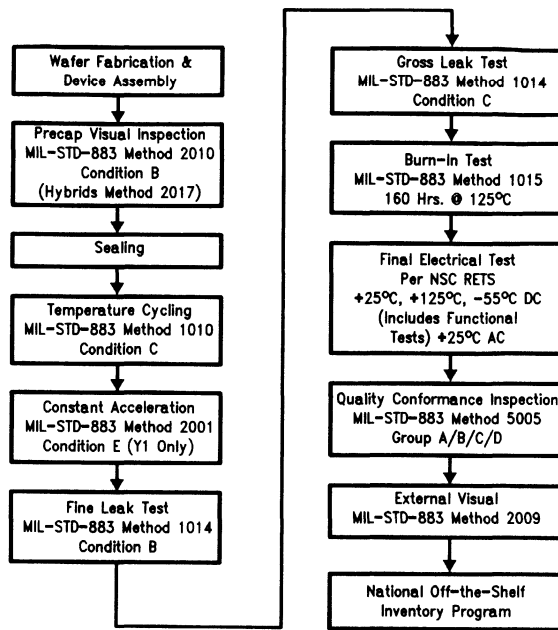 Wafer Fabrication &
Device Assembly
Precap Visual Inspection
MIL-STD-883 Method 2010
Condition B
(Hybrids Method 2017)
Sealing
Temperature Cycling
MIL-STD-883 Method 1010
Condition C
Constant Acceleration
MIL-STD-883 Method 2001
Condition E (Y1 Only)
Fine Leak Test
MIL-STD-883 Method 1014
Condition B
Gross Leak Test
MIL-STD-883 Method 1014
Condition C
Burn-In Test
MIL-STD-883 Method 1015
160 Hrs. @ 125°C
Final Electrical Test
Per NSC RETS
+25°C, +125°C, -55°C DC
(Includes Functional
Tests) +25°C AC
Quality Conformance Inspection
MIL-STD-883 Method 5005
Group A/B/C/D
External Visual
MIL-STD-883 Method 2009
National Off-the-Shelf
Inventory Program